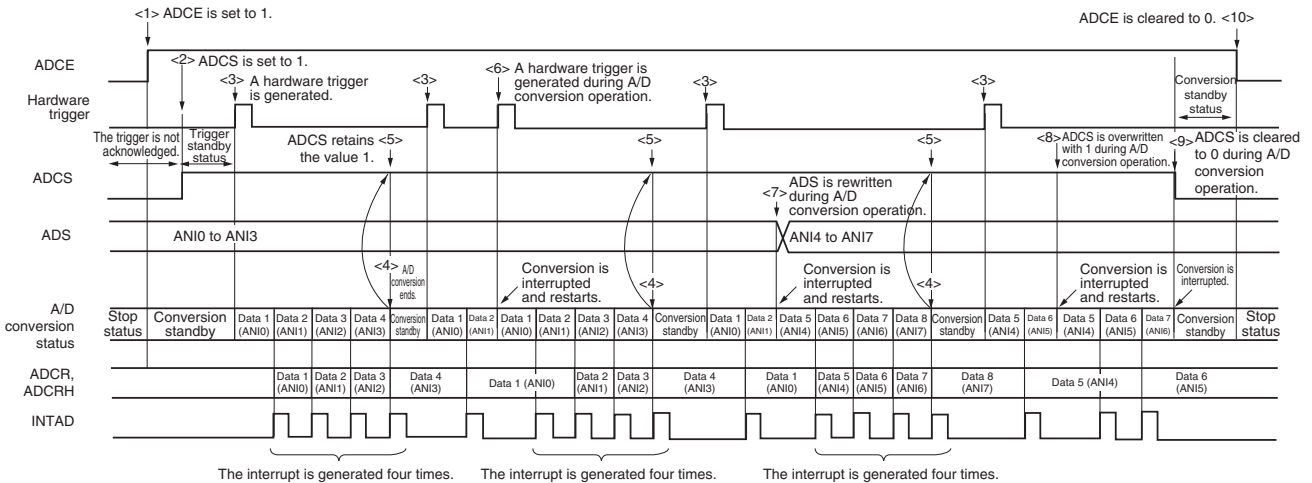 <1> ADCE is set to 1.
ADCE is cleared to 0. <10>
ADCE
<2> ADCS is set to 1.
<3> A hardware trigger
is generated.
<3>
<6> A hardware trigger is
generated during A/D
conversion operation.
<3>
<3>
Conversion
standby
status
Hardware
trigger
The trigger is not
acknowledged.
Trigger
standby
status
ADCS retains <5>
the value 1.
<5>
<5>
<8> ADCS is overwritten
with 1 during A/D
conversion operation.
<9> ADCS is cleared
to 0 during A/D
conversion
operation.
ADCS
<7> ADS is rewritten
during A/D
conversion operation.
ADS
ANI0 to ANI3
ANI4 to ANI7
<4> A/D
conversion
ends.
Conversion is
interrupted
and restarts.
<4>
Conversion is
interrupted
and restarts.
<4>
Conversion is
interrupted
and restarts.
Conversion is
interrupted.
A/D
conversion
status
Stop Conversion Data 1 Data 2 Data 3 Data 4 Conversion Data 1 Data 2 Data 1 Data 2 Data 3 Data 4 Conversion Data 1 Data 2 Data 5 Data 6 Data 7 Data 8 Conversion Data 5 Data 6 Data 5 Data 6 Data 7 Conversion Stop
status standby (ANI0) (ANI1) (ANI2) (ANI3) standby (ANI0) (ANI1) (ANI0) (ANI1) (ANI2) (ANI3) standby (ANI0) (ANI1) (ANI4) (ANI5) (ANI6) (ANI7) standby (ANI4) (ANI5) (ANI4) (ANI5) (ANI6) standby status
ADCR,
ADCRH
Data 1 Data 2 Data 3 Data 4 Data 1 (ANI0) Data 2 Data 3 Data 4 Data 1 Data 5 Data 6 Data 7 Data 8 Data 5 (ANI4) Data 6
(ANI0) (ANI1) (ANI2) (ANI3) (ANI1) (ANI2) (ANI3) (ANI0) (ANI4) (ANI5) (ANI6) (ANI7) (ANI5)
INTAD
The interrupt is generated four times. The interrupt is generated four times. The interrupt is generated four times.